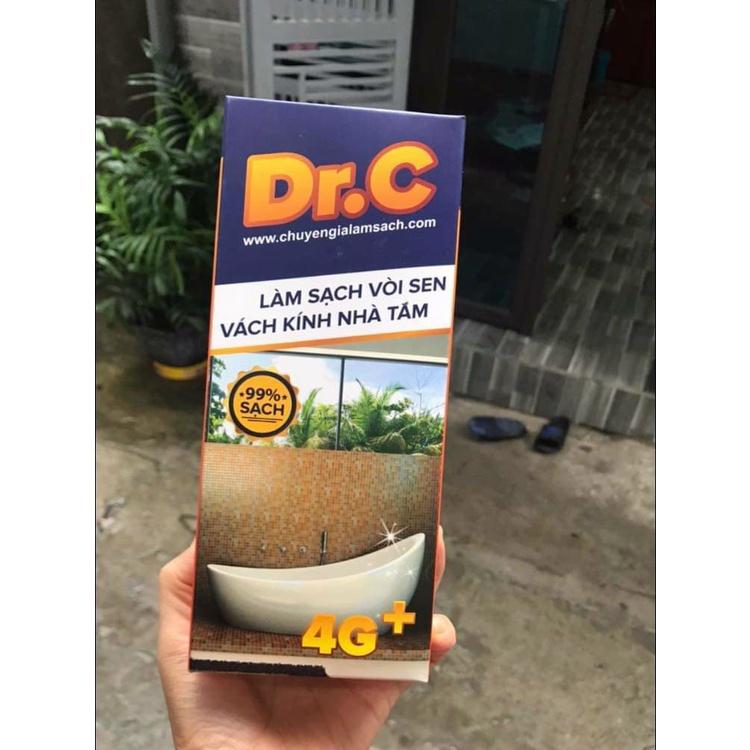 Dr.C
www.chuyengialamsach.com
LÀM SẠCH VÒI SEN
VÁCH KÍNH NHÀ TẮM
99%
SẠCH
4G+